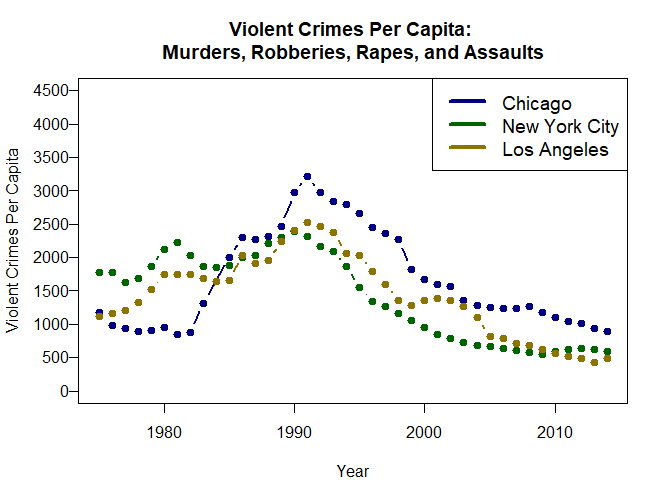 Violent Crimes Per Capita:
Murders, Robberies, Rapes, and Assaults
Violent Crimes Per Capita
4500
4000
3500
3000
2500
2000
1500
1000
500
0
Chicago
New York City
Los Angeles
1980 1990 2000 2010
Year